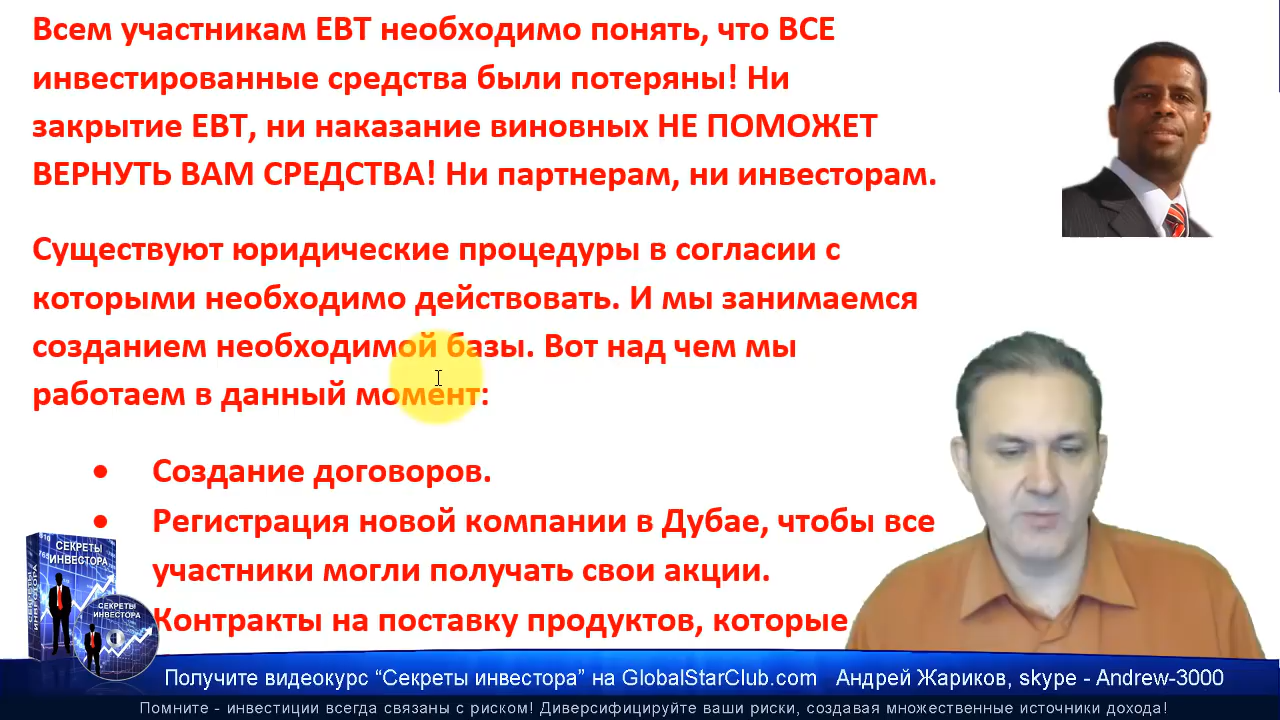 Всем участникам ЕВТ необходимо понять, что ВСЕ
инвестированные средства были потеряны! Ни
закрытие ЕВТ, ни наказание виновных НЕ ПОМОЖЕТ
ВЕРНУТЬ ВАМ СРЕДСТВА! Ни партнерам, ни инвесторам.
Существуют юридические процедуры в согласии с
которыми необходимо действовать. И мы занимаемся
созданием необходимой базы. Вот над чем мы
работаем в данный момент:
• Создание договоров.
• Регистрация новой компании в Дубае, чтобы все
участники могли получать свои акции.
Контракты на поставку продуктов, которые
СЕКРЕТЫ
ИНВЕСТОРА
СЕКРЕТЫ
ИНВЕСТОРА
Получите видеокурс “Секреты инвестора” на GlobalStarClub.com Андрей Жариков, skype - Andrew-3000
Помните - инвестиции всегда связаны с риском! Диверсифицируйте ваши риски, создавая множественные источники дохода!